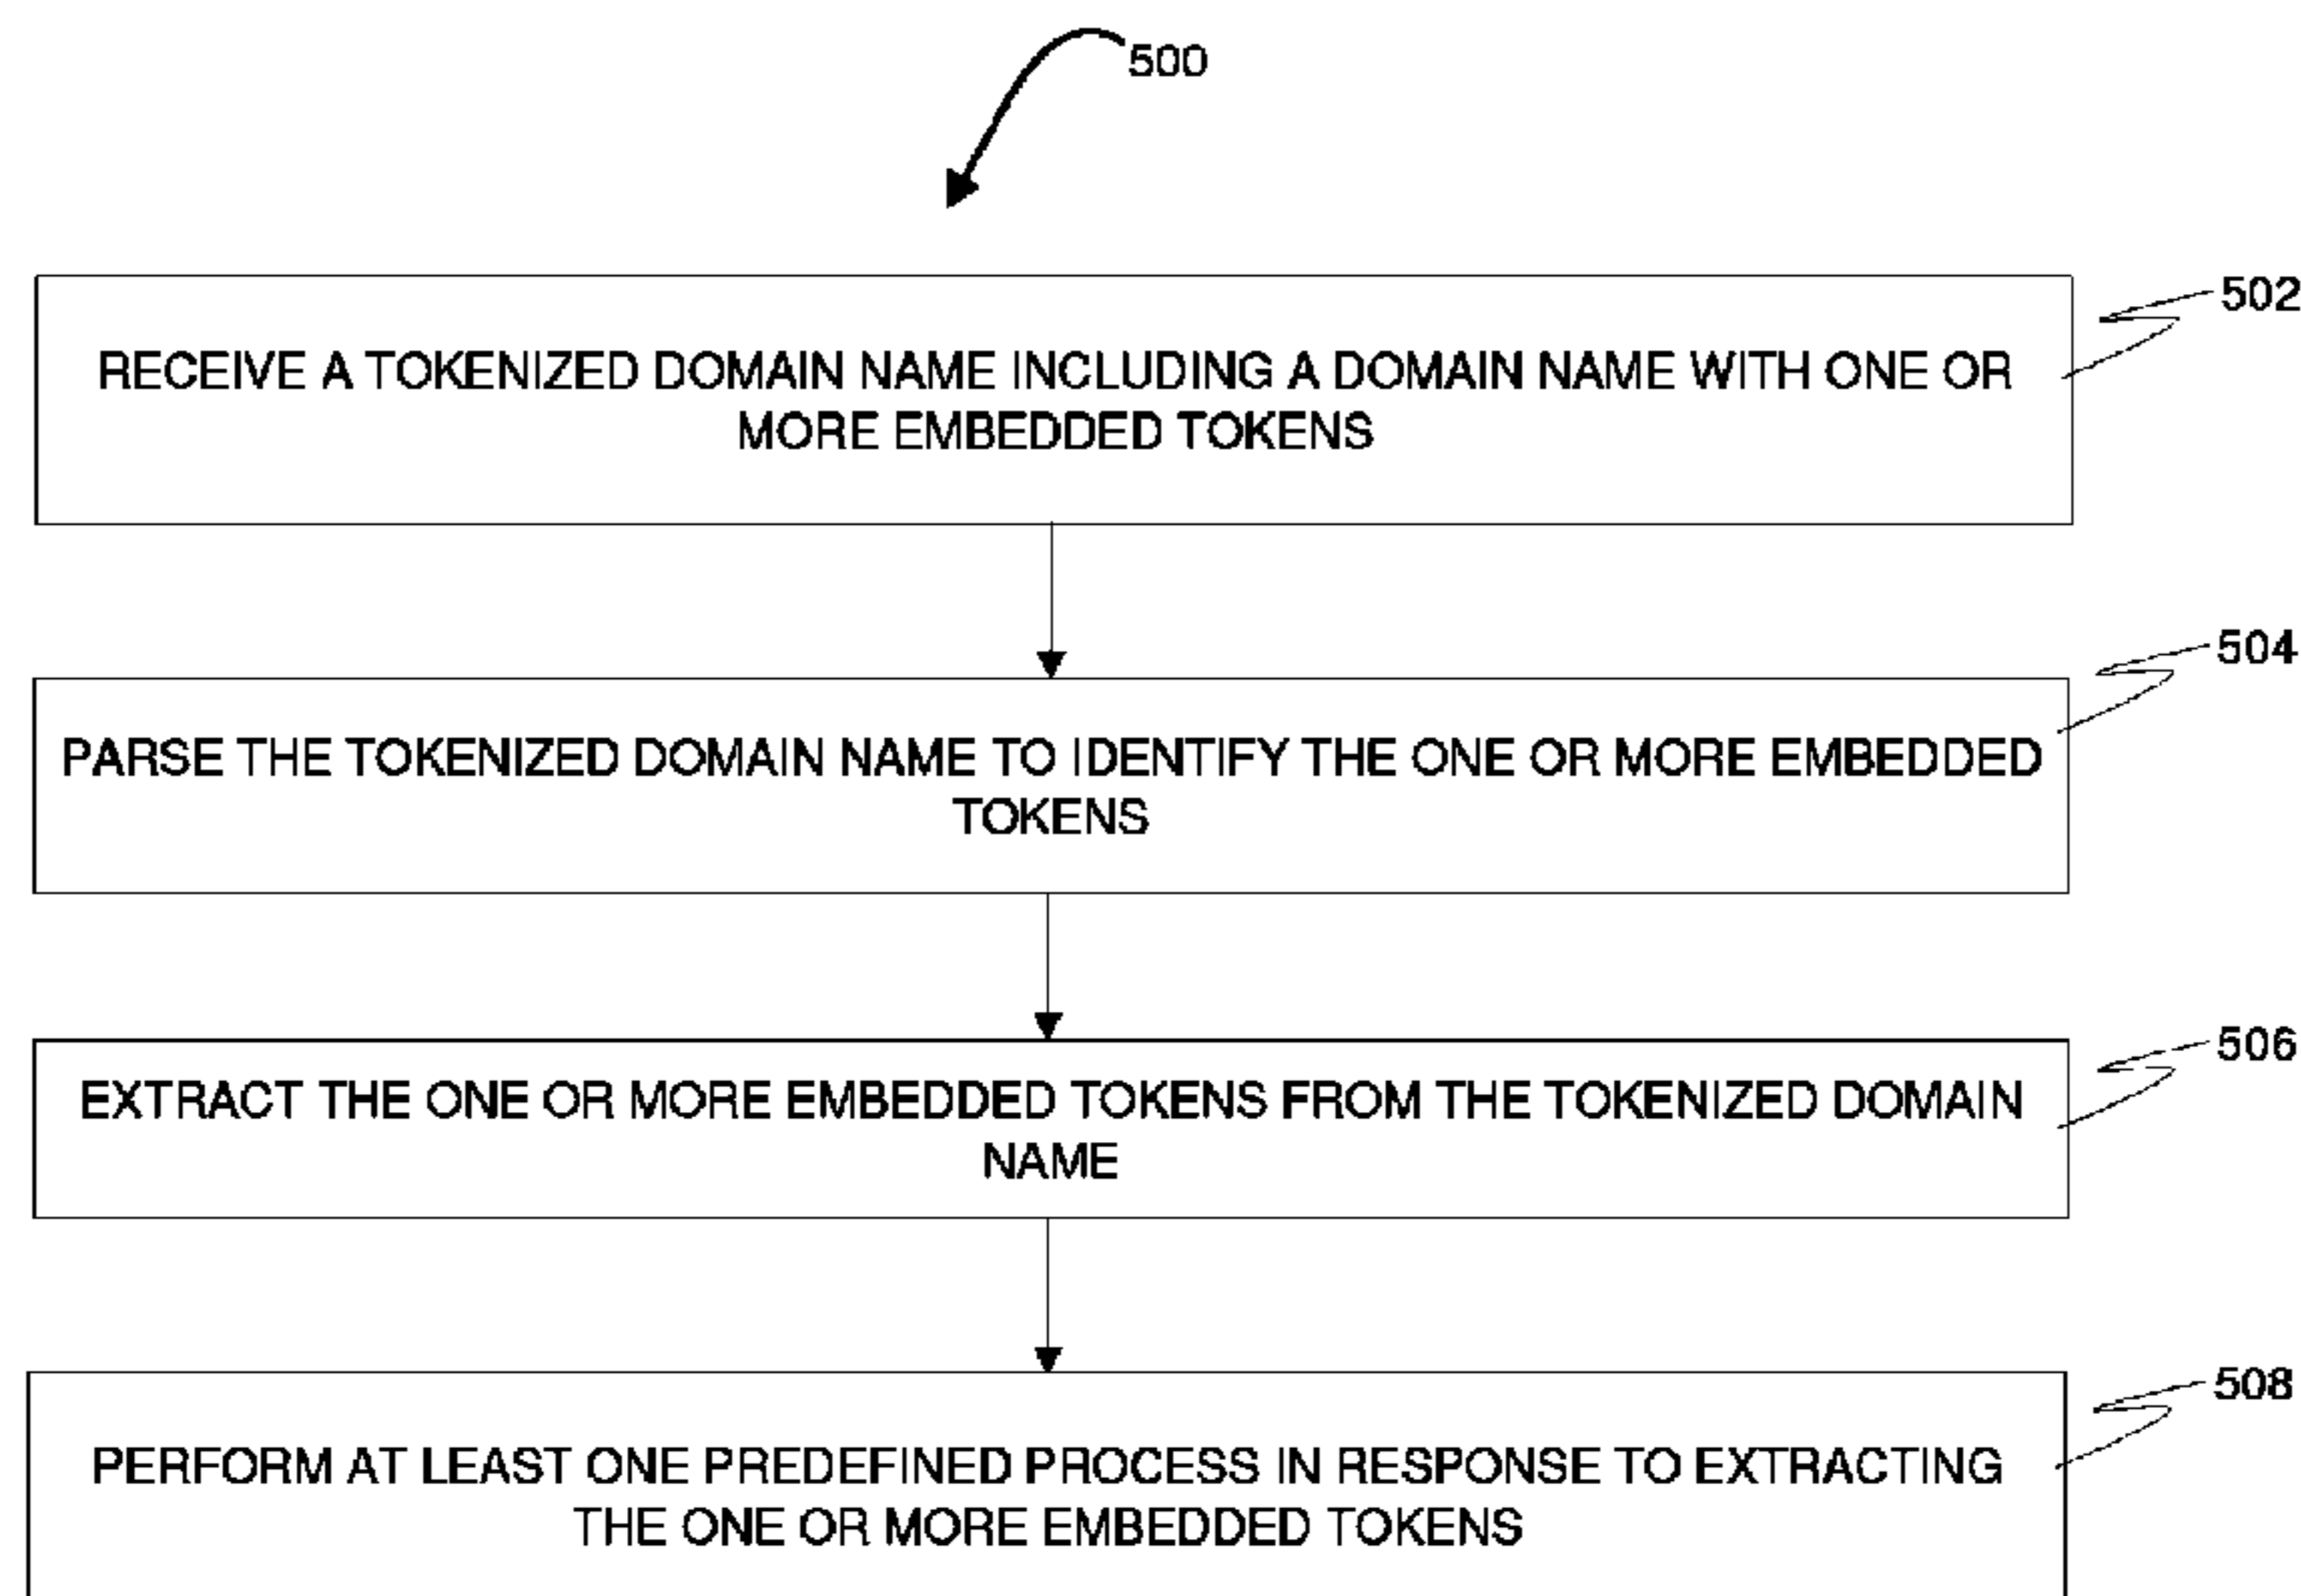 500
502
RECEIVE A TOKENIZED DOMAIN NAME INCLUDING A DOMAIN NAME WITH ONE OR
MORE EMBEDDED TOKENS
504
PARSE THE TOKENIZED DOMAIN NAME TO IDENTIFY THE ONE OR MORE EMBEDDED
TOKENS
506
EXTRACT THE ONE OR MORE EMBEDDED TOKENS FROM THE TOKENIZED DOMAIN
NAME
508
PERFORM AT LEAST ONE PREDEFINED PROCESS IN RESPONSE TO EXTRACTING
THE ONE OR MORE EMBEDDED TOKENS